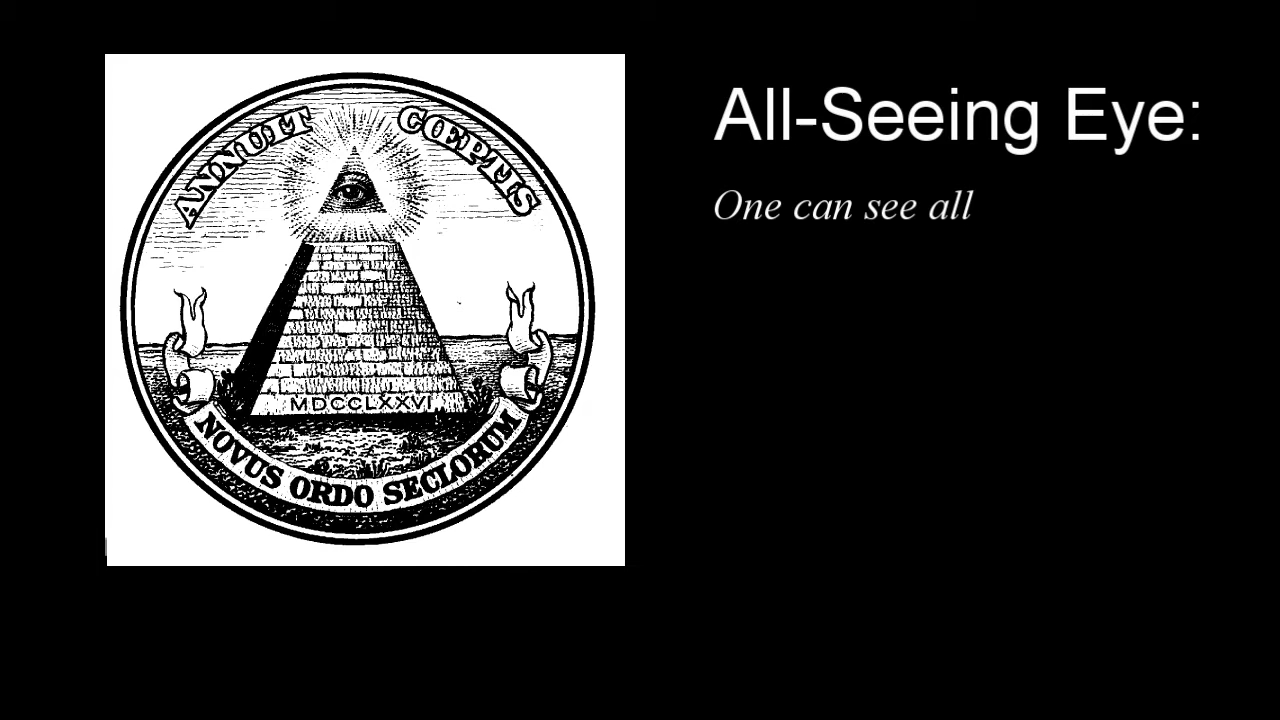 ANNUIT COEPTIS
MDCCLXXVI
NOVUS ORDO SECLORUM
All-Seeing Eye:
One can see all